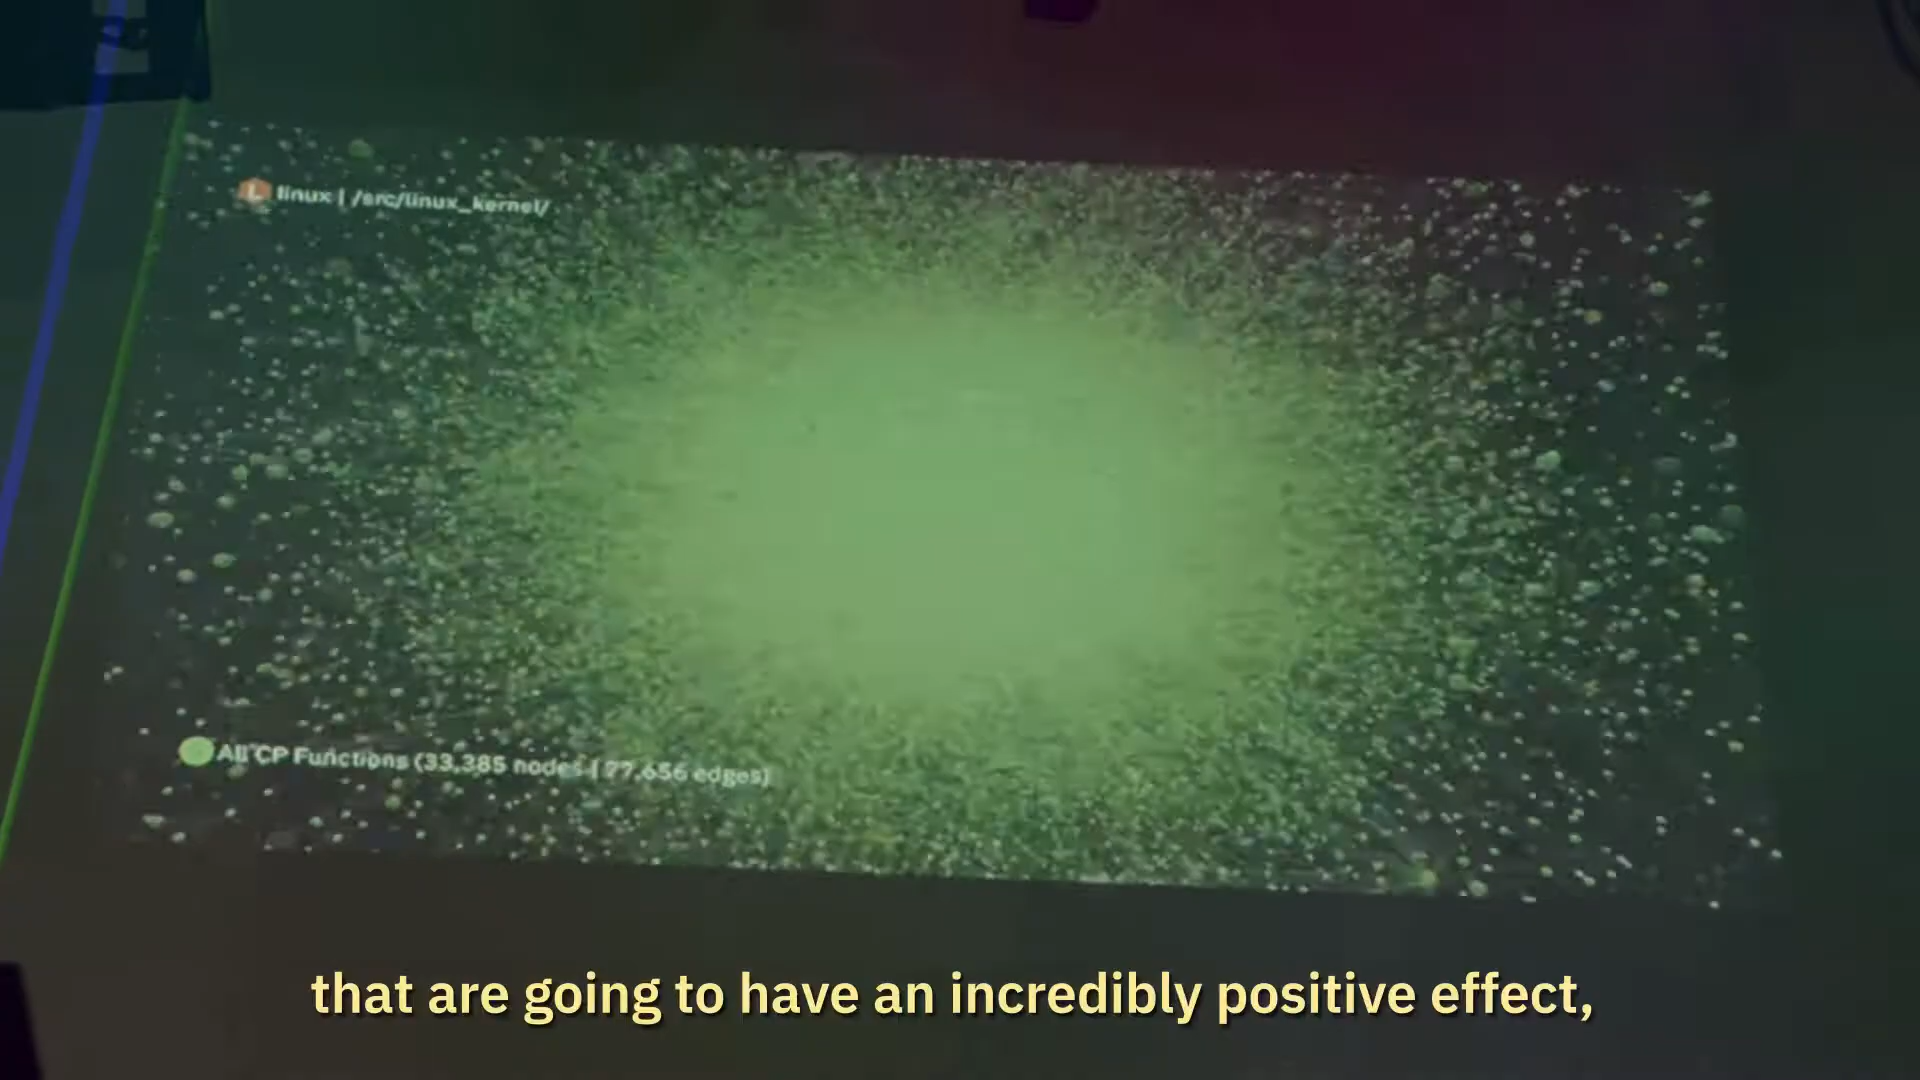 L linux | /src/linux_kernel/
All CP Functions (33,385 nodes | 77,656 edges)
that are going to have an incredibly positive effect,